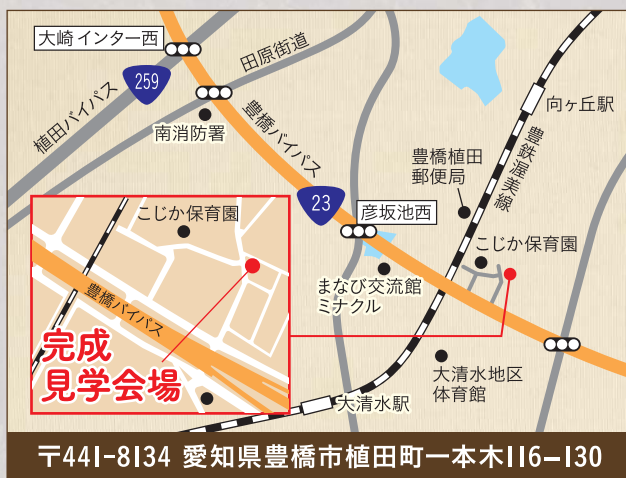 大崎インター西
259
植田バイパス
田原街道
南消防署
豊橋バイパス
向ヶ丘駅
豊鉄渥美線
豊橋植田
郵便局
23
彦坂池西
こじか保育園
まなび交流館
ミナクル
こじか保育園
豊橋バイパス
完成
見学会場
大清水地区
体育館
大清水駅
〒441-8134 愛知県豊橋市植田町一本木116-130